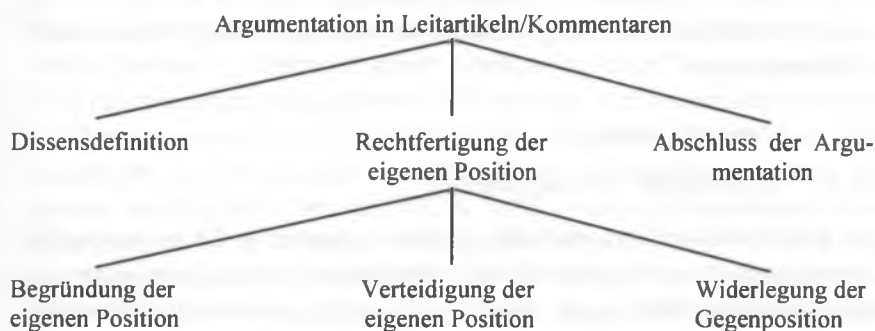 Argumentation in Leitartikeln/Kommentaren
Dissensdefinition
Rechtfertigung der
eigenen Position
Abschluss der Argu-
mentation
Begründung der
eigenen Position
Verteidigung der
eigenen Position
Widerlegung der
Gegenposition